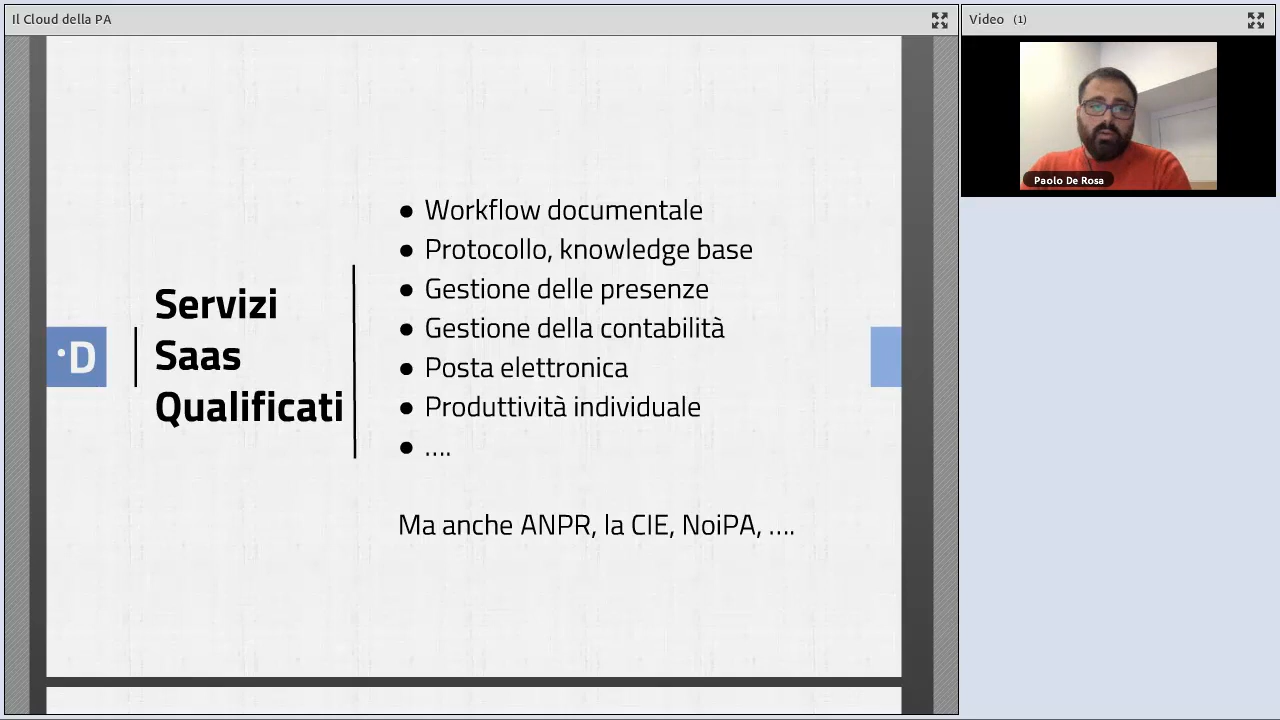 Il Cloud della PA
Video (1)
Paolo De Rosa
·D
Servizi
Saas
Qualificati
● Workflow documentale
● Protocollo, knowledge base
● Gestione delle presenze
● Gestione della contabilità
● Posta elettronica
● Produttività individuale
● ....
Ma anche ANPR, la CIE, NoiPA, ....